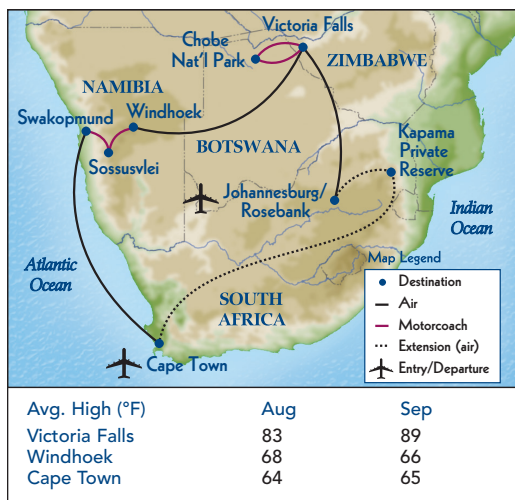 Victoria Falls
Chobe
Nat'l Park
ZIMBABWE
NAMIBIA
Swakopmund
Windhoek
Kapama
Private
Reserve
BOTSWANA
Sossusvlei
Johannesburg/
Rosebank
Indian
Ocean
Atlantic
Ocean
Map Legend
Destination
Air
Motorcoach
Extension (air)
Entry/Departure
SOUTH
AFRICA
Cape Town
Avg. High (°F) Aug Sep
Victoria Falls 83 89
Windhoek 68 66
Cape Town 64 65